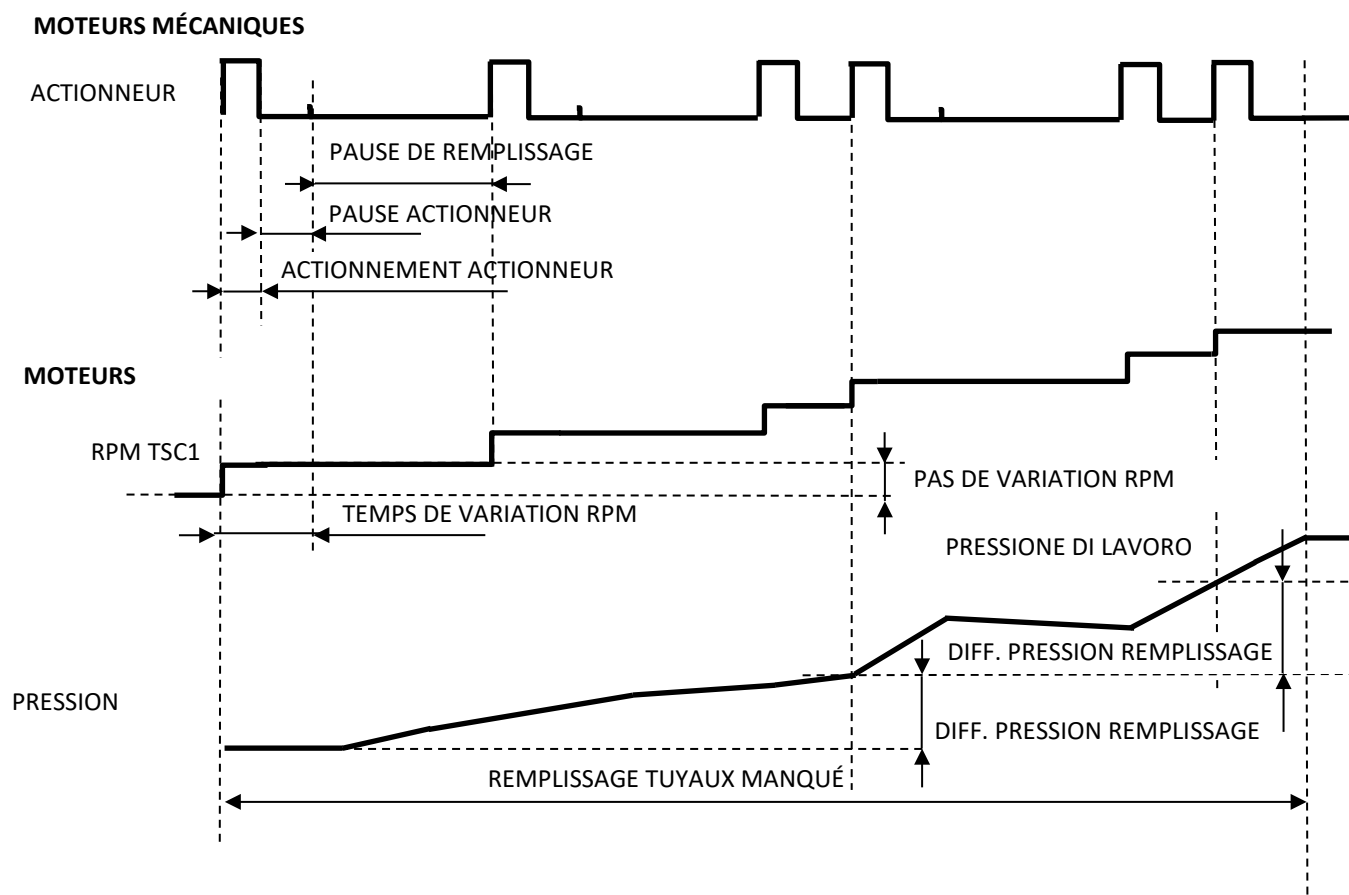 MOTEURS MÉCANIQUES
ACTIONNEUR
PAUSE DE REMPLISSAGE
PAUSE ACTIONNEUR
ACTIONNEMENT ACTIONNEUR
MOTEURS
RPM TSC1
PAS DE VARIATION RPM
TEMPS DE VARIATION RPM
PRESSIONE DI LAVORO
DIFF. PRESSION REMPLISSAGE
PRESSION
DIFF. PRESSION REMPLISSAGE
REMPLISSAGE TUYAUX MANQUÉ